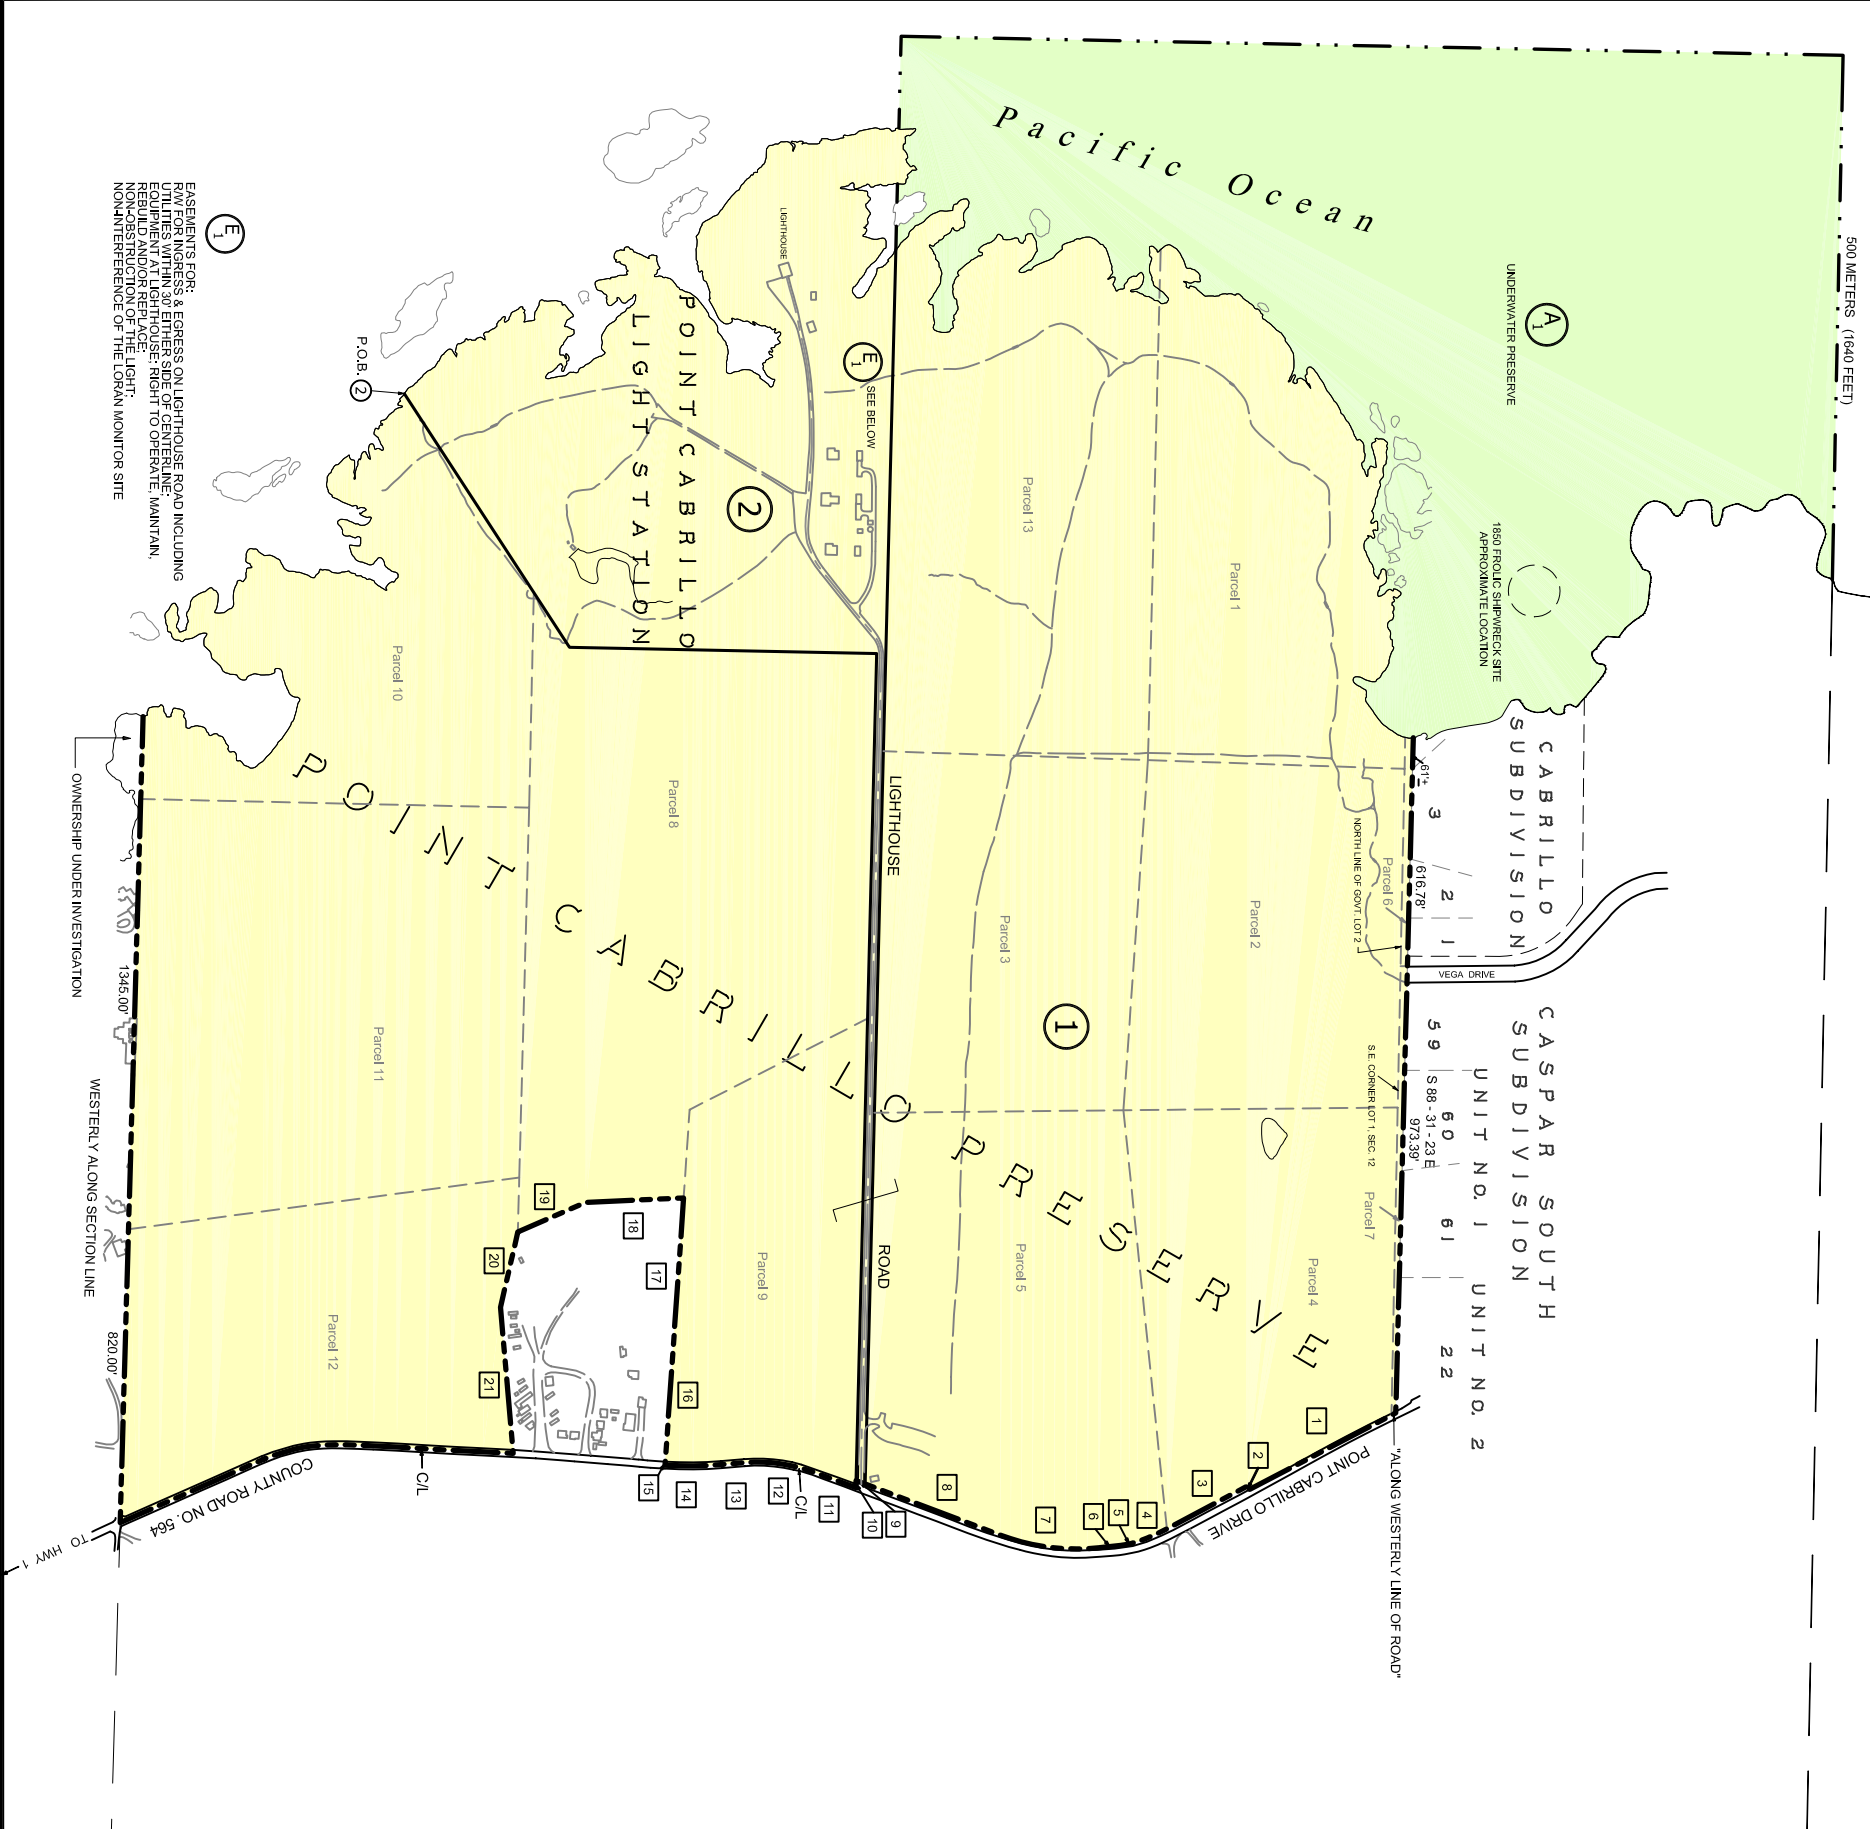 500 METERS (1640 FEET)
Pacific Ocean
A
1
UNDERWATER PRESERVE
1850 FROLIC SHIPWRECK SITE
APPROXIMATE LOCATION
CABRILLO
SUBDIVISION
CASPAR SOUTH
SUBDIVISION
UNIT NO. 1
UNIT NO. 2
3
2
1
59
60
61
22
61'±
616.78'
VEGA DRIVE
S 88 - 31 - 23 E
973.39'
NORTH LINE OF GOVT. LOT 2
S.E. CORNER LOT 1, SEC. 12
Parcel 6
Parcel 7
Parcel 1
Parcel 2
Parcel 4
Parcel 13
Parcel 3
Parcel 5
1
"ALONG WESTERLY LINE OF ROAD"
POINT CABRILLO DRIVE
1
2
3
4
5
6
7
8
9
10
11
C/L
12
13
14
15
16
17
18
19
20
21
LIGHTHOUSE
ROAD
LIGHTHOUSE
E
1
SEE BELOW
2
POINT CABRILLO
LIGHT STATION
P.O.B. 2
POINT CABRILLO PRESERVE
Parcel 8
Parcel 9
Parcel 10
Parcel 11
Parcel 12
C/L
COUNTY ROAD NO. 564
TO HWY 1
E
1
EASEMENTS FOR:
R/W FOR INGRESS & EGRESS ON LIGHTHOUSE ROAD INCLUDING
UTILITIES WITHIN 30' EITHER SIDE OF CENTERLINE;
EQUIPMENT AT LIGHTHOUSE; RIGHT TO OPERATE, MAINTAIN,
REBUILD AND/OR REPLACE;
NON-OBSTRUCTION OF THE LIGHT;
NON-INTERFERENCE OF THE LORAN MONITOR SITE
OWNERSHIP UNDER INVESTIGATION
1345.00'
WESTERLY ALONG SECTION LINE
820.00'